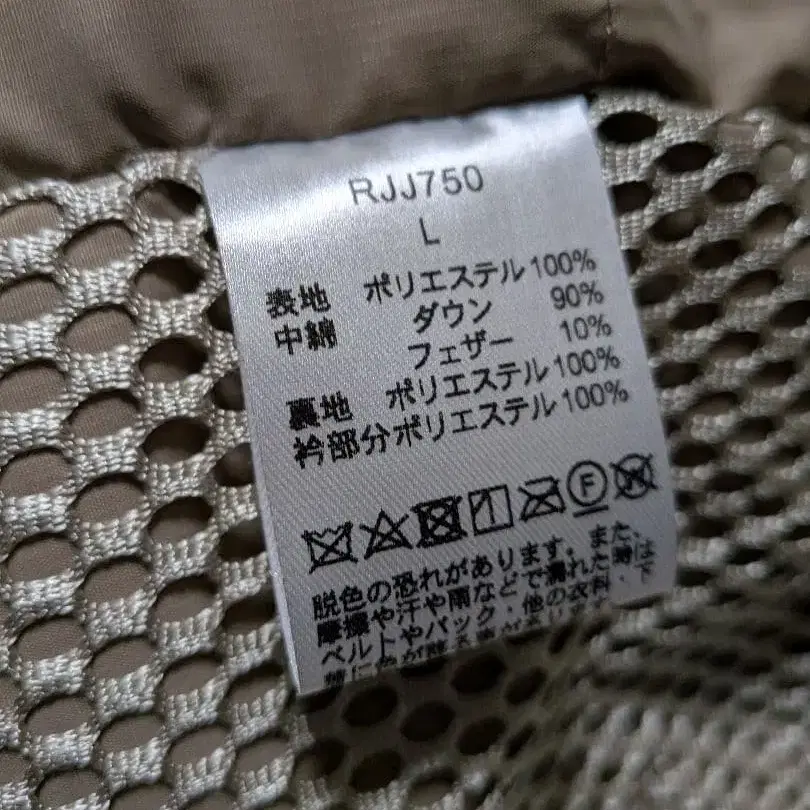 RJJ750
L
表地 ポリエステル100%
中綿 ダウン 90%
フェザー 10%
裏地 ポリエステル100%
衿部分ポリエステル100%
F
W
脱色の恐れがあります。また、
摩擦や汗や雨などで濡れた時は
ベルトやバック・他の衣料・下